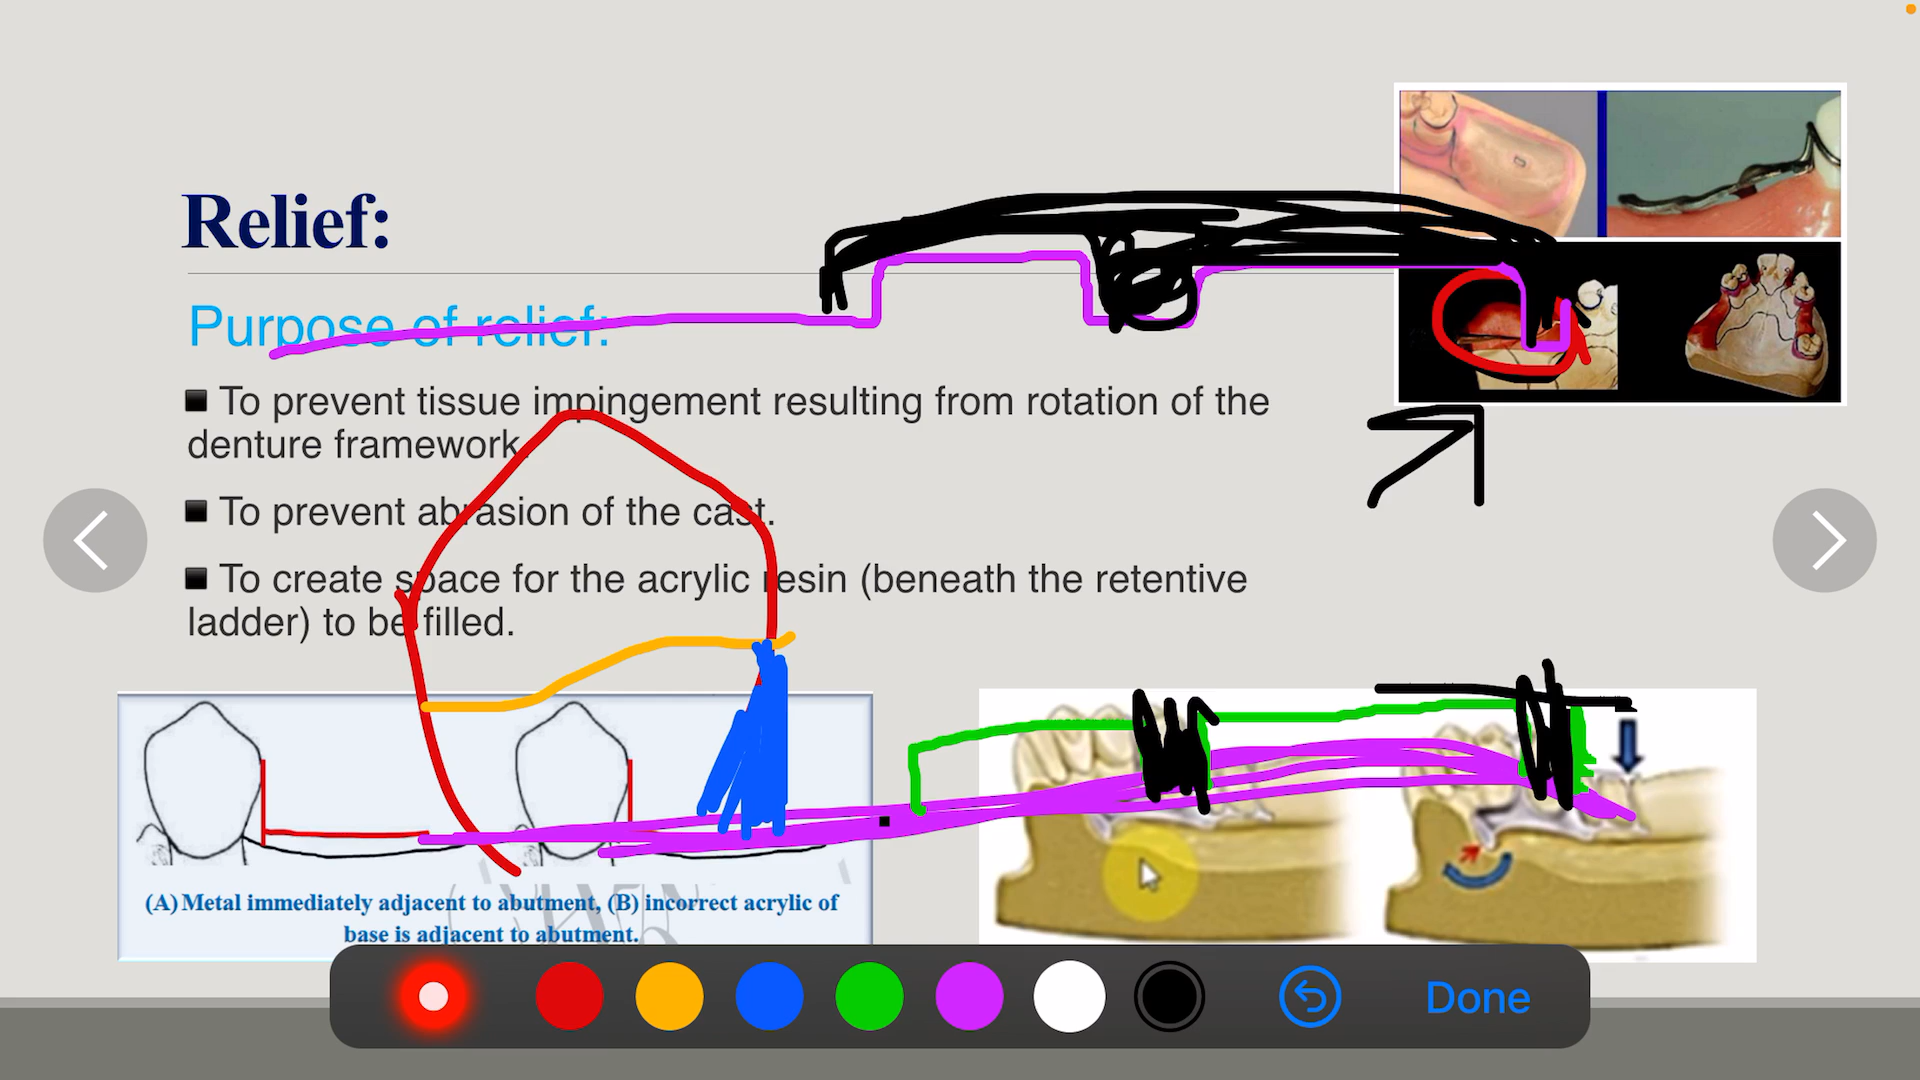 Relief:
Purpose of relief:
To prevent tissue impingement resulting from rotation of the
denture framework.
To prevent abrasion of the cast.
To create space for the acrylic resin (beneath the retentive
ladder) to be filled.
(A) Metal immediately adjacent to abutment, (B) incorrect acrylic of
base is adjacent to abutment.
Done